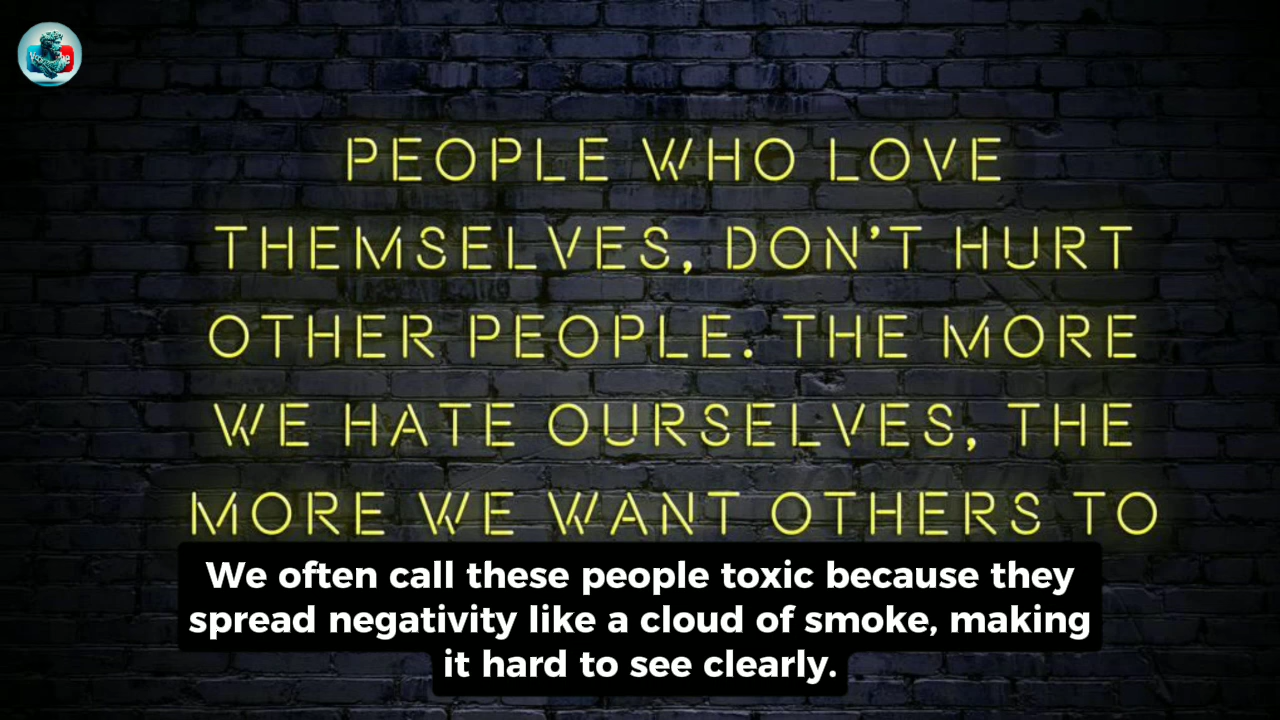 PEOPLE WHO LOVE
THEMSELVES, DON'T HURT
OTHER PEOPLE. THE MORE
WE HATE OURSELVES, THE
MORE WE WANT OTHERS TO
We often call these people toxic because they
spread negativity like a cloud of smoke, making
it hard to see clearly.